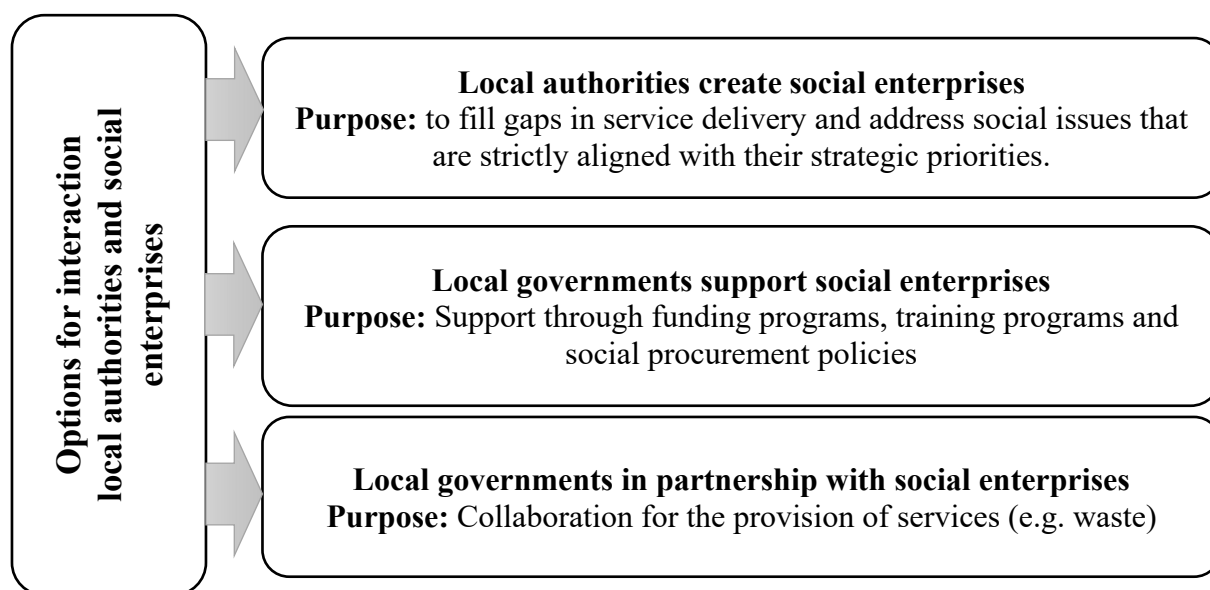 Options for interaction
local authorities and social
enterprises
Local authorities create social enterprises
Purpose: to fill gaps in service delivery and address social issues that
are strictly aligned with their strategic priorities.
Local governments support social enterprises
Purpose: Support through funding programs, training programs and
social procurement policies
Local governments in partnership with social enterprises
Purpose: Collaboration for the provision of services (e.g. waste)